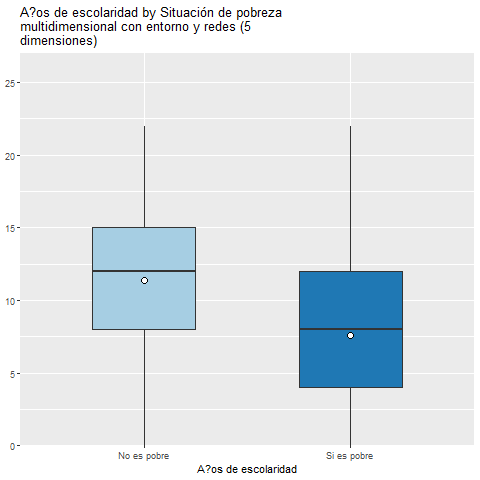 A?os de escolaridad by Situación de pobreza
multidimensional con entorno y redes (5
dimensiones)
25
20
15
10
5
0
No es pobre
Si es pobre
A?os de escolaridad